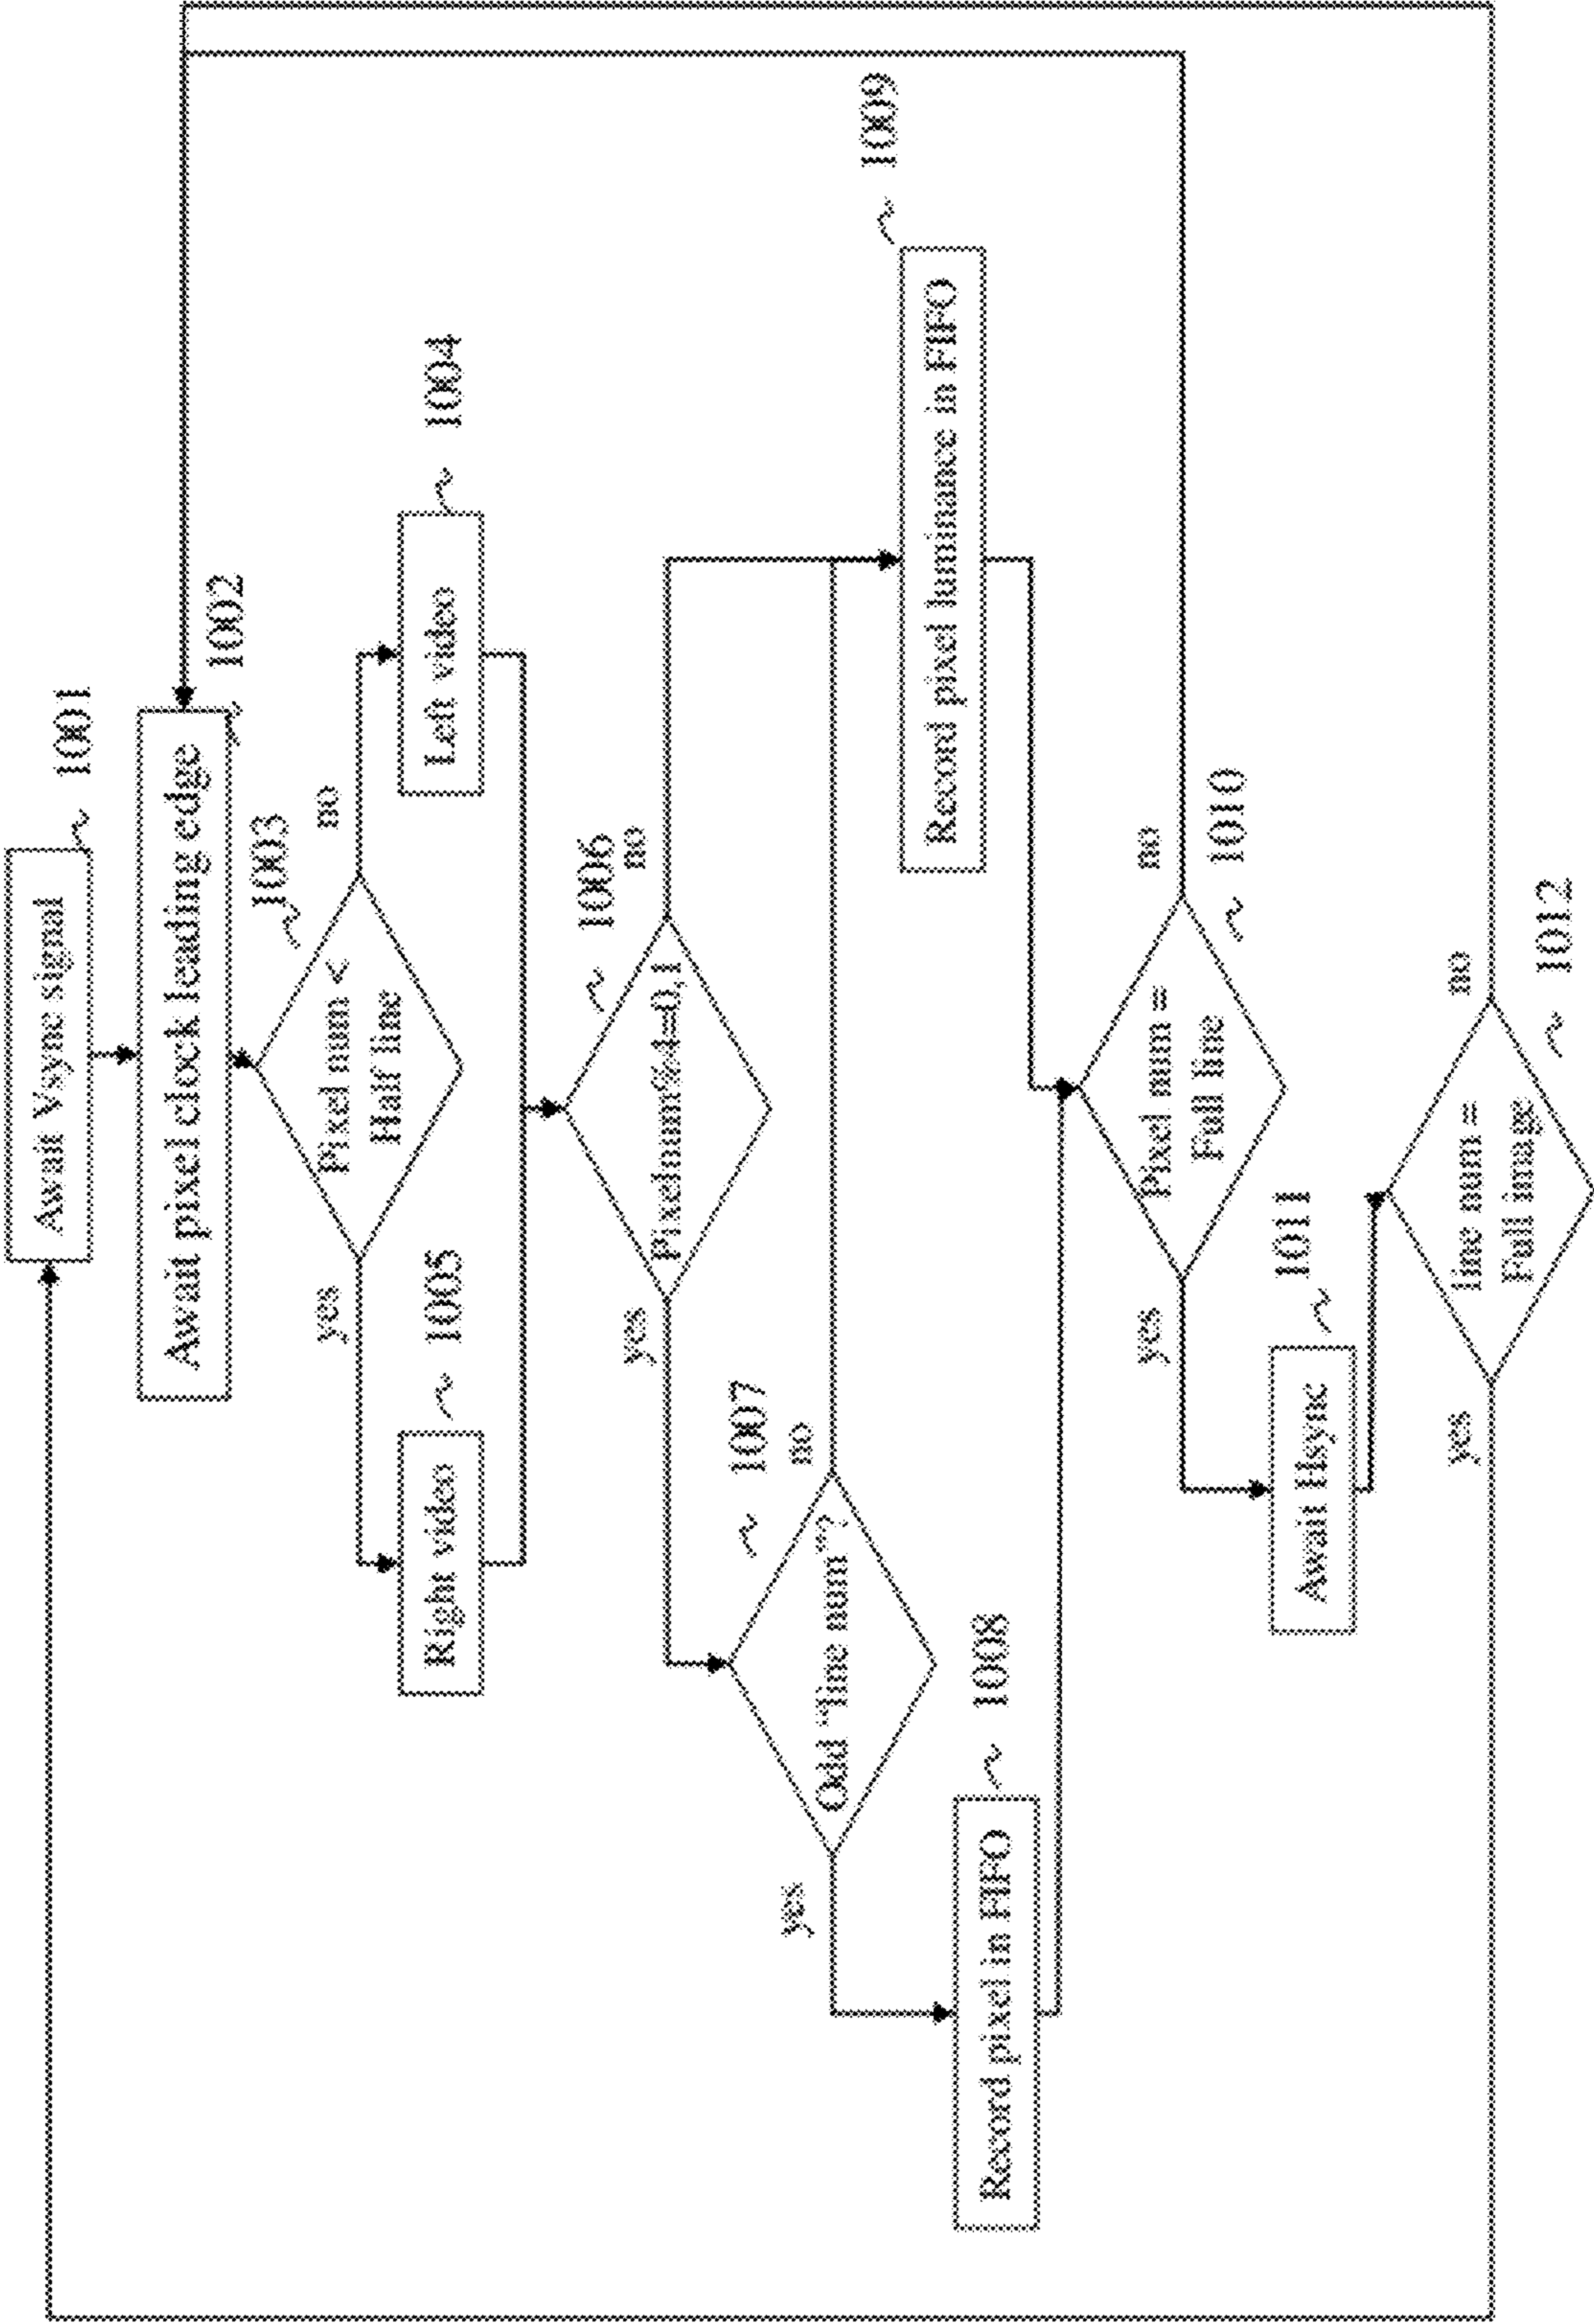 Await Vsync signal
1001
Await pixel clock leading edge
1002
1003
Pixel num <
Half line
yes
no
Right video
1005
Left video
1004
1006
Pixelnum%4=0,1
yes
no
1007
Odd "line num"?
yes
no
Record pixel in FIFO
1008
Record pixel luminance in FIFO
1009
Pixel num =
Full line
yes
no
1010
Await Hsync
1011
line num =
Full image
yes
no
1012